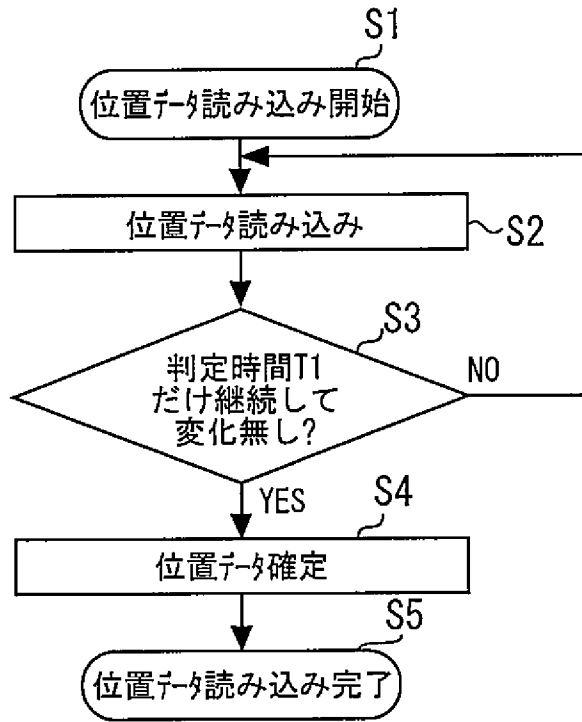 S1
位置データ読み込み開始
位置データ読み込み
S2
S3
判定時間T1
だけ継続して
変化無し?
NO
YES
S4
位置データ確定
S5
位置データ読み込み完了